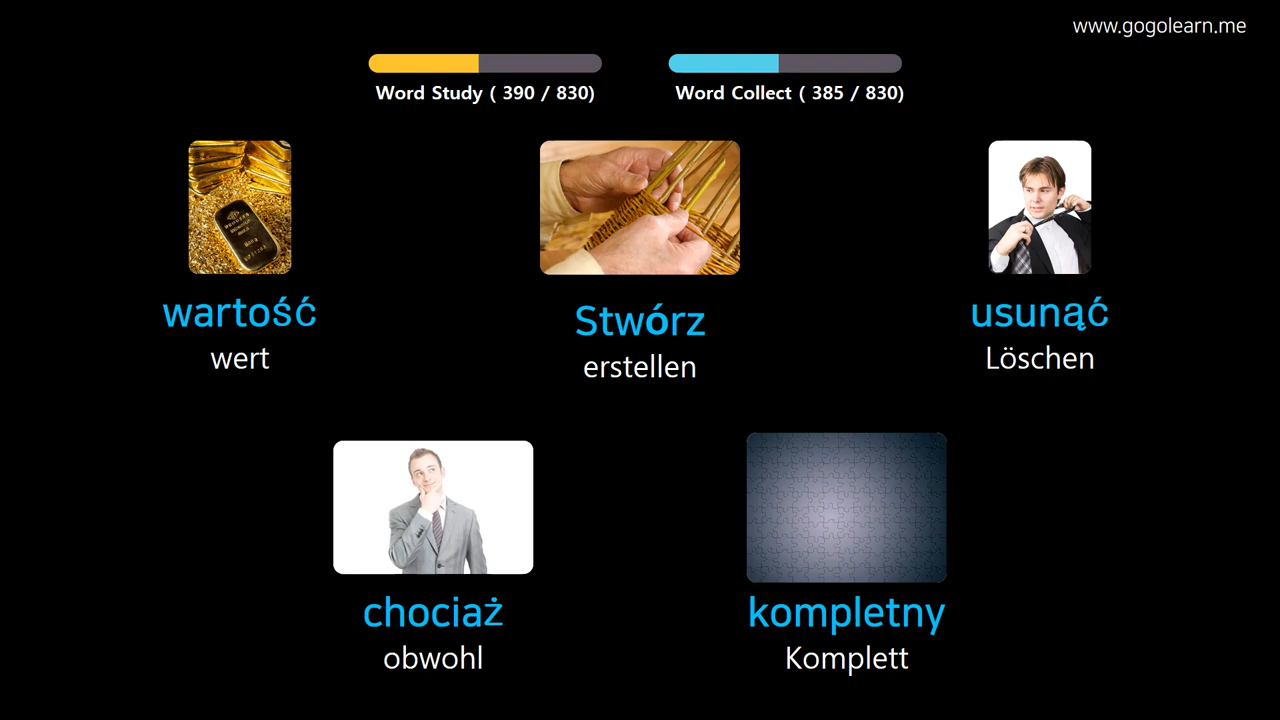 www.gogolearn.me
Word Study ( 390 / 830)
Word Collect ( 385 / 830)
wartość
wert
Stwórz
erstellen
usunąć
Löschen
chociaż
obwohl
kompletny
Komplett